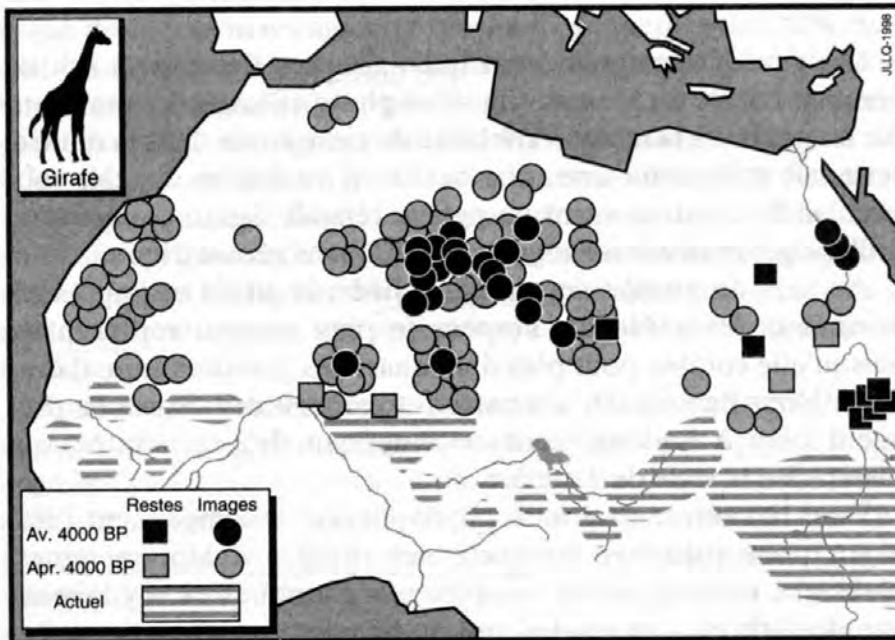 Girafe
JLLQ-1998
Restes Images
Av. 4000 BP
Apr. 4000 BP
Actuel